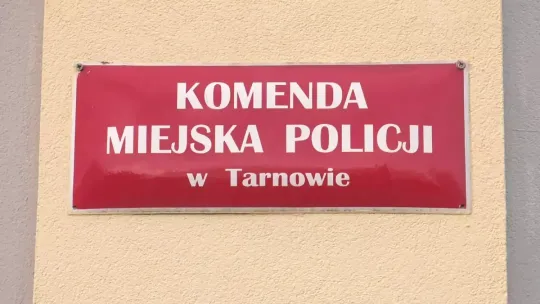 KOMENDA
MIEJSKA POLICJI
w Tarnowie